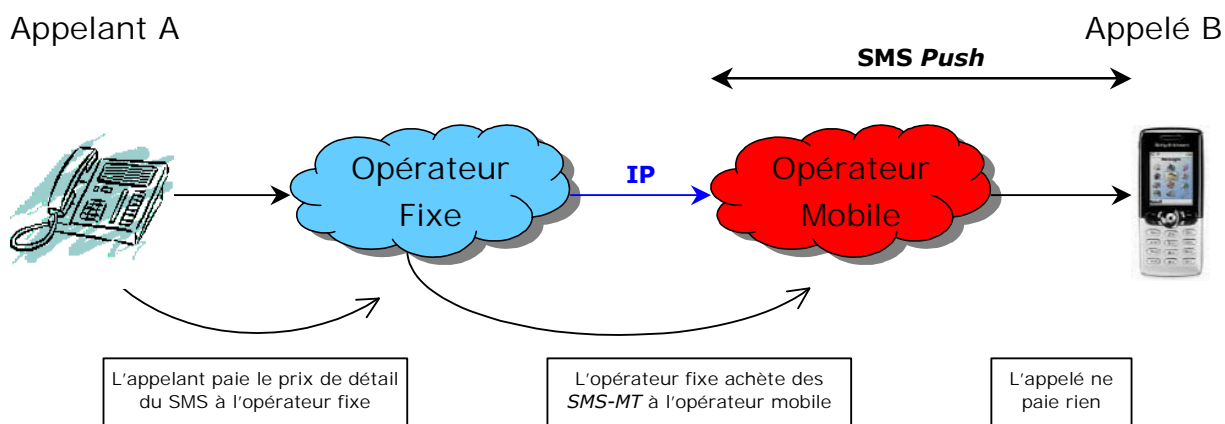 Appelant A
Appelé B
SMS Push
Opérateur
Fixe
IP
Opérateur
Mobile
L'appelant paie le prix de détail
du SMS à l'opérateur fixe
L'opérateur fixe achète des
SMS-MT à l'opérateur mobile
L'appelé ne
paie rien